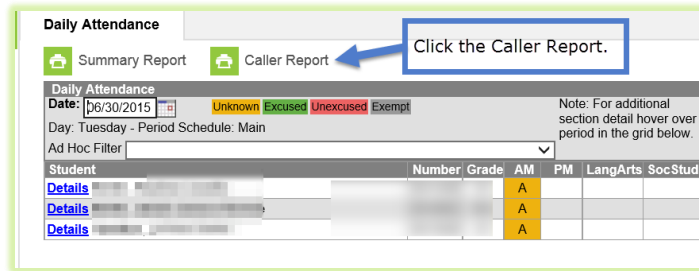 Daily Attendance
Summary Report Caller Report
Click the Caller Report.
Daily Attendance
Date: 06/30/2015 Unknown Excused Unexcused Exempt
Note: For additional
section detail hover over
period in the grid below.
Day: Tuesday - Period Schedule: Main
Ad Hoc Filter
Student Number Grade AM PM LangArts SocStud
Details A
Details A
Details A